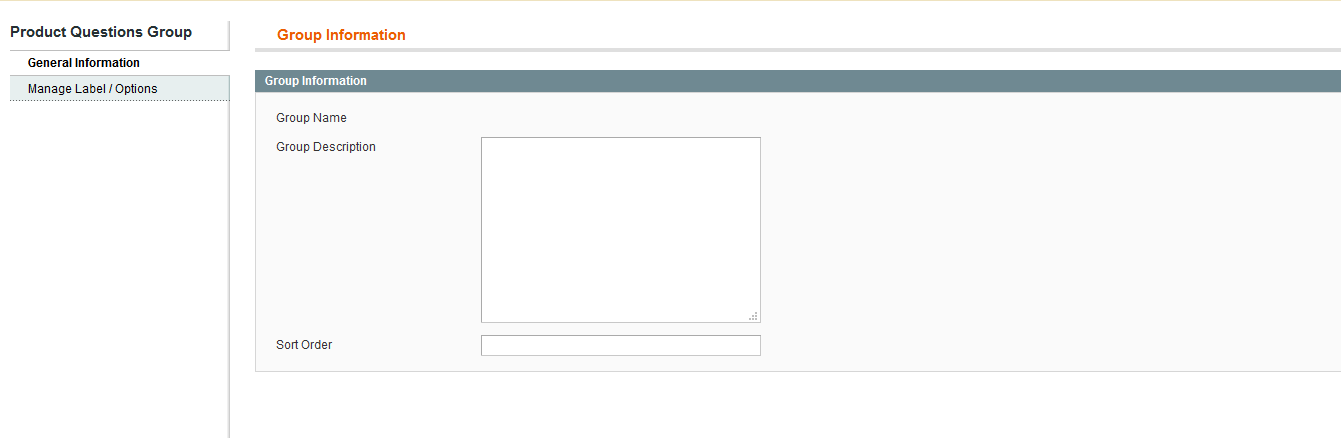 Product Questions Group
General Information
Manage Label / Options
Group Information
Group Information
Group Name
Group Description
Sort Order